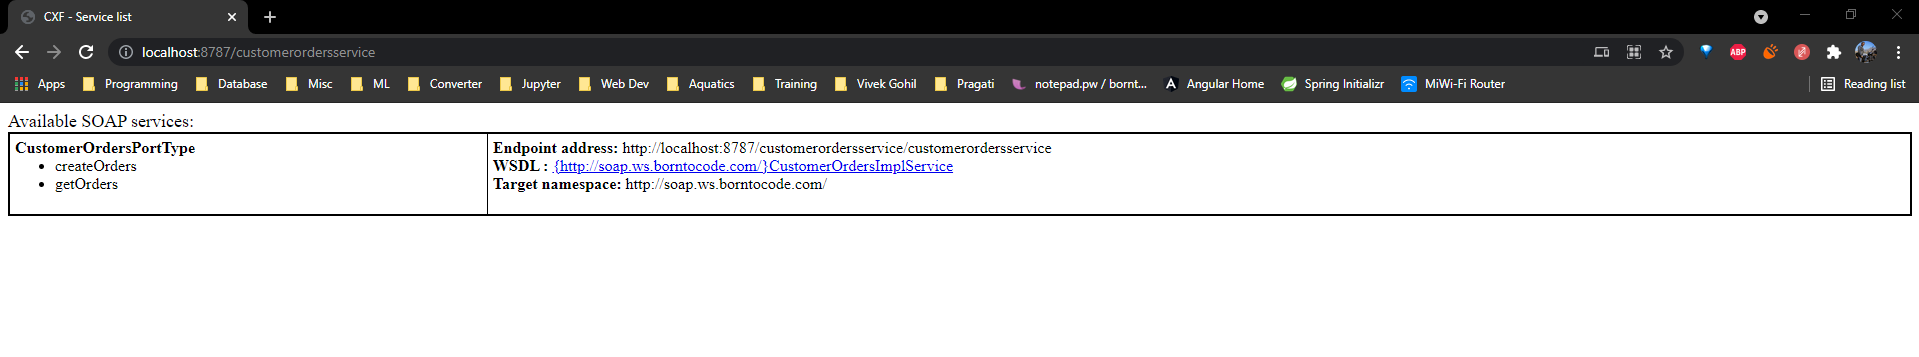 CXF - Service list
localhost:8787/customerordersservice
ABP
Apps Programming Database Misc ML Converter Jupyter Web Dev Aquatics Training Vivek Gohil Pragati notepad.pw / bornt... Angular Home Spring Initializr MiWi-Fi Router Reading list
Available SOAP services:
CustomerOrdersPortType
createOrders
getOrders
Endpoint address: http://localhost:8787/customerordersservice/customerordersservice
WSDL : {http://soap.ws.borntocode.com/}CustomerOrdersImplService
Target namespace: http://soap.ws.borntocode.com/